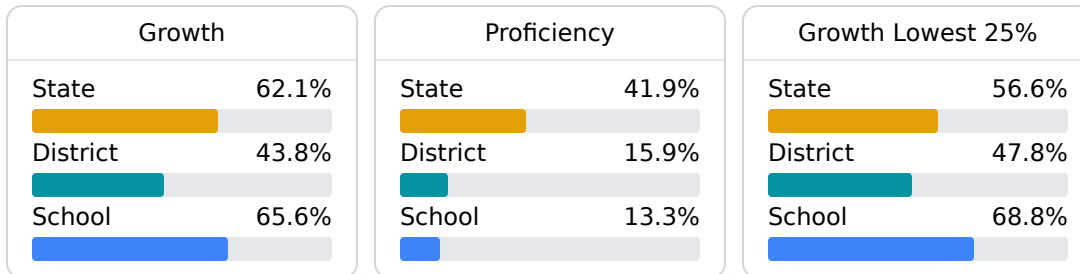 Growth
State 62.1%
District 43.8%
School 65.6%
Proficiency
State 41.9%
District 15.9%
School 13.3%
Growth Lowest 25%
State 56.6%
District 47.8%
School 68.8%